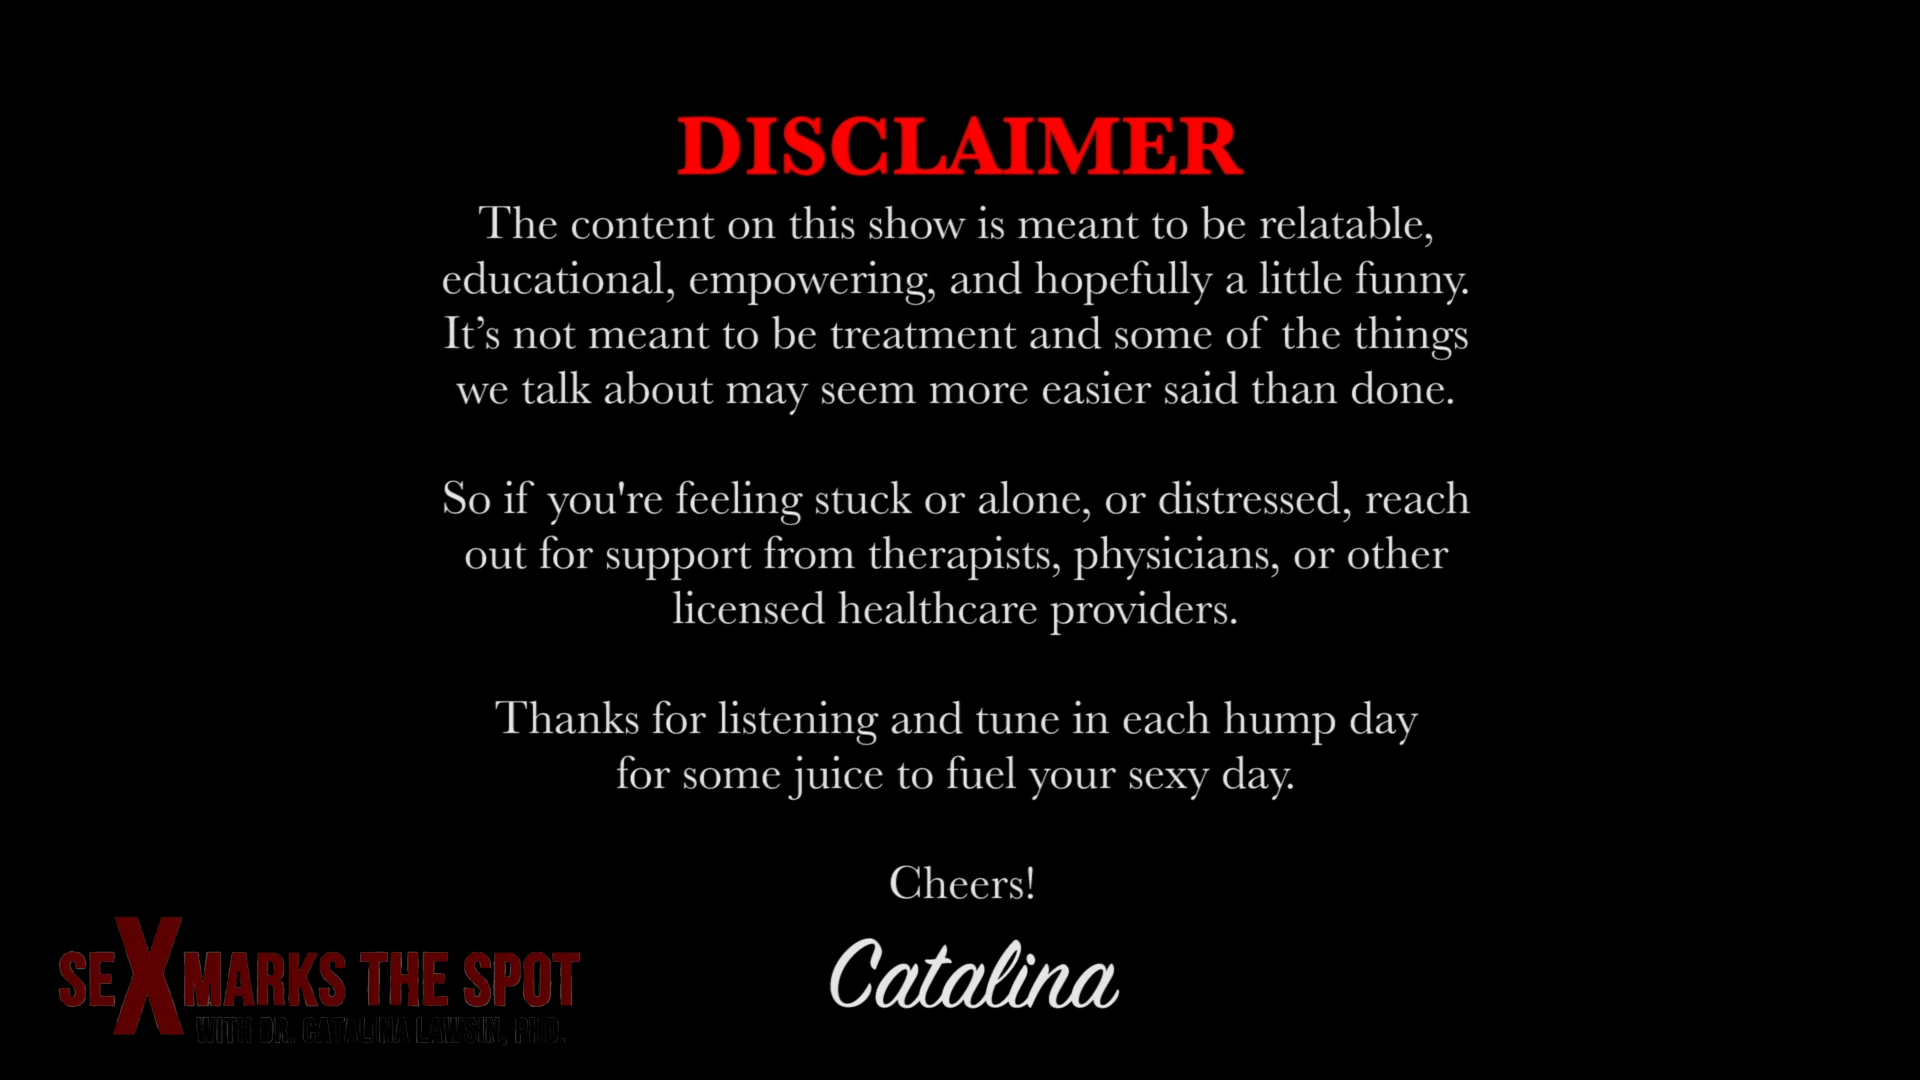 DISCLAIMER
The content on this show is meant to be relatable,
educational, empowering, and hopefully a little funny.
It’s not meant to be treatment and some of the things
we talk about may seem more easier said than done.
So if you're feeling stuck or alone, or distressed, reach
out for support from therapists, physicians, or other
licensed healthcare providers.
Thanks for listening and tune in each hump day
for some juice to fuel your sexy day.
Cheers!
Catalina
SEX MARKS THE SPOT
WITH DR. CATALINA LAWSIN, PHD.